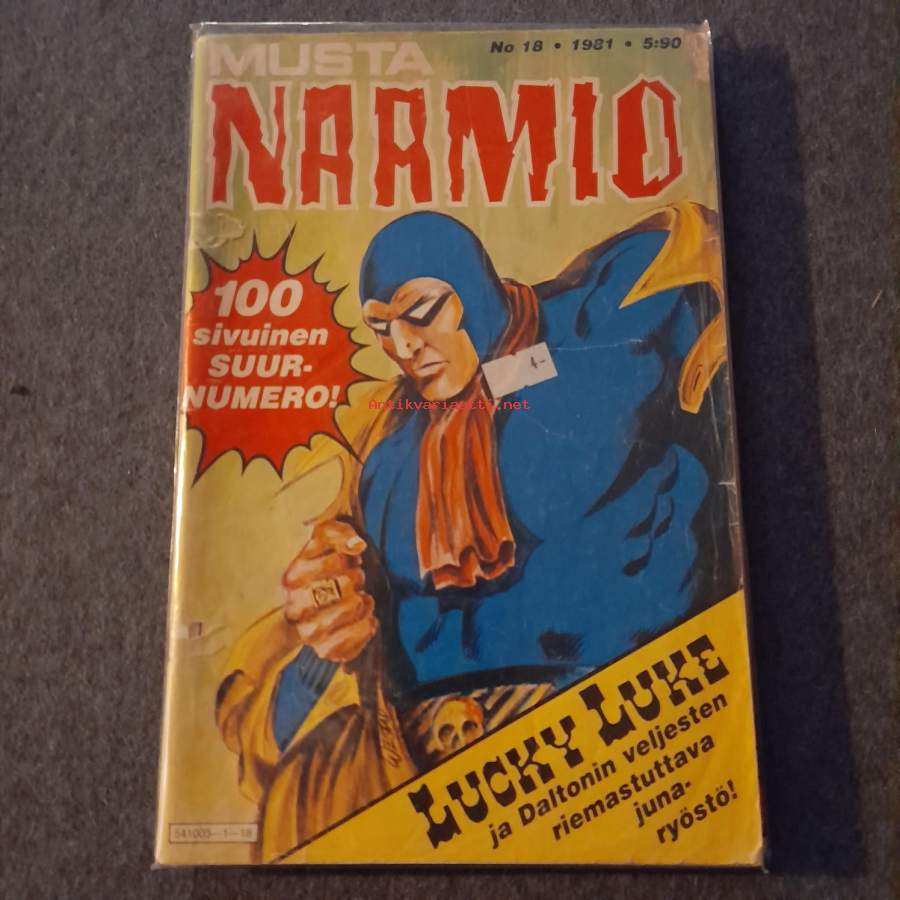 No 18 • 1981 • 5:90
MUSTA
NAAMIO
100
sivuinen
SUUR-
NUMERO!
4-
Antikvariaatti.net
LUCKY LUKE
ja Daltonin veljesten
riemastuttava
juna-
ryöstö!
541003—1—18